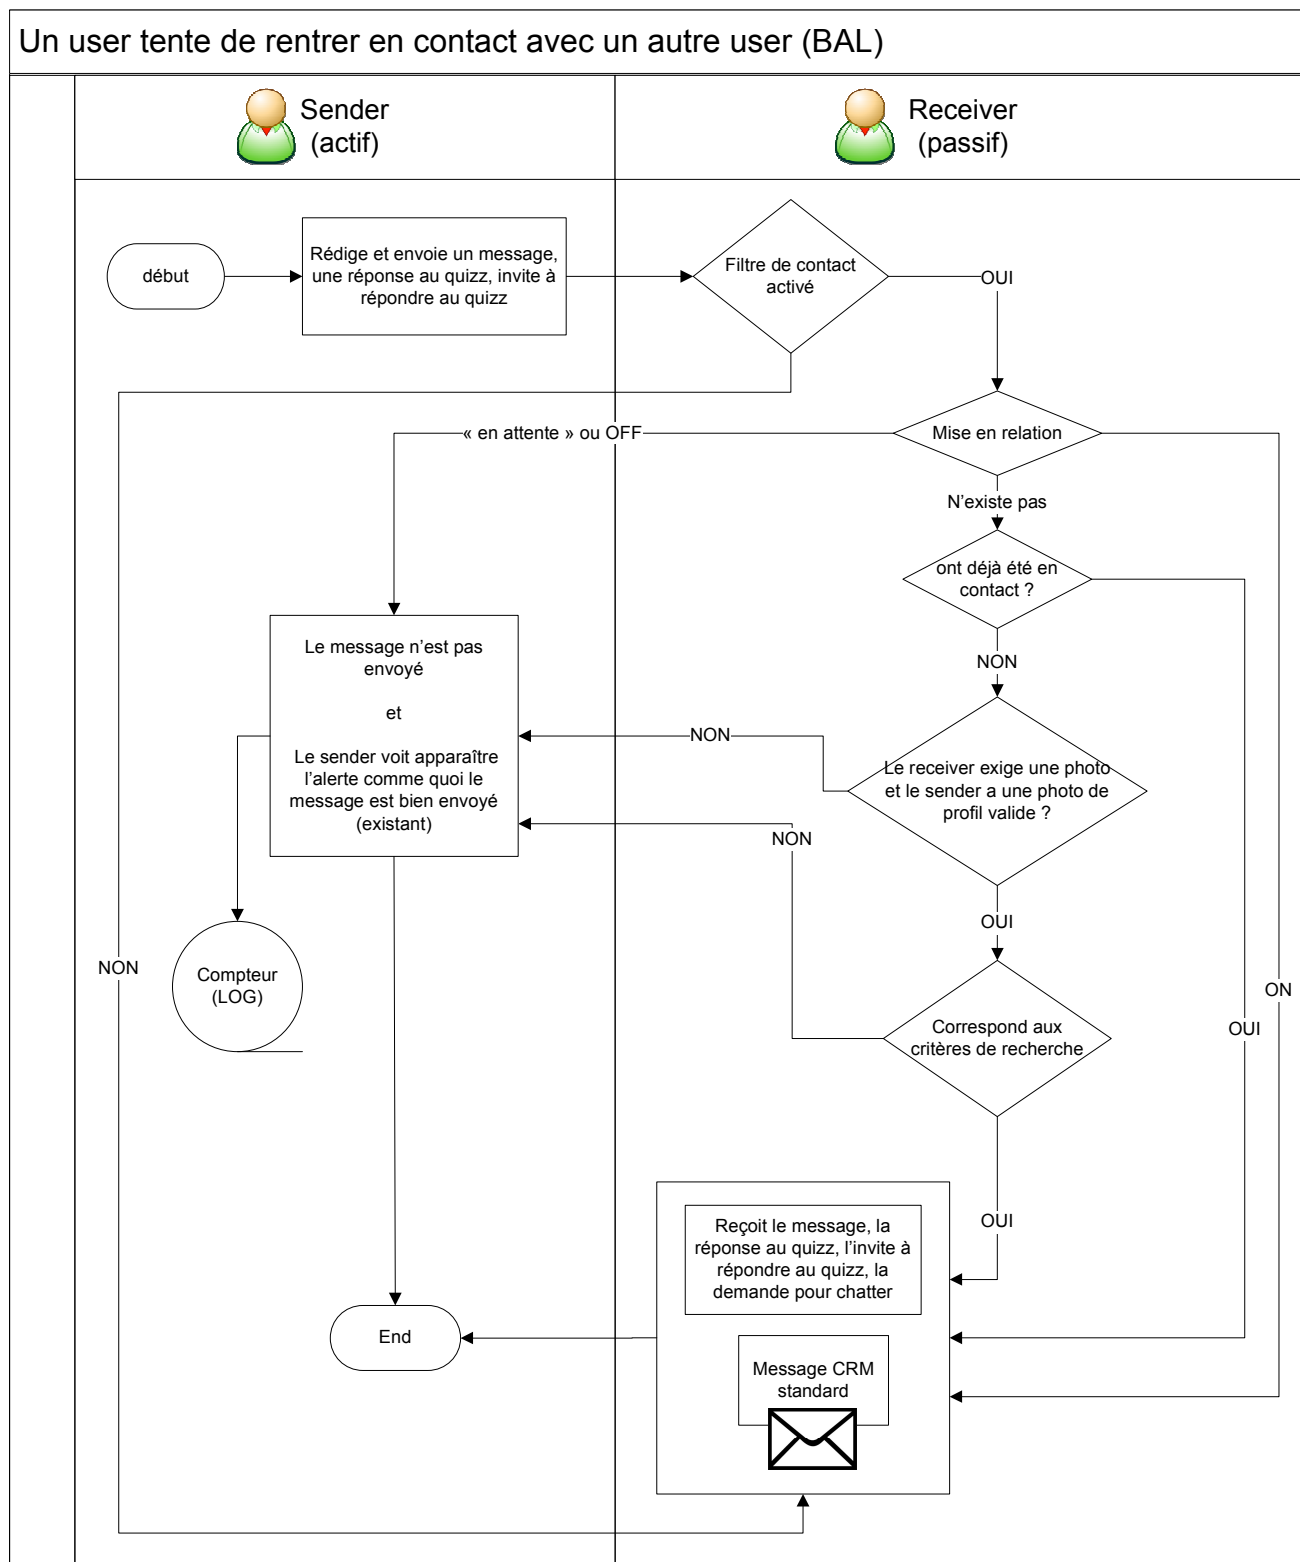 Un user tente de rentrer en contact avec un autre user (BAL)
Sender
(actif)
Receiver
(passif)
début
Rédige et envoie un message,
une réponse au quizz, invite à
répondre au quizz
Filtre de contact
activé
OUI
« en attente » ou OFF
Mise en relation
N’existe pas
ont déjà été en
contact ?
NON
Le message n’est pas
envoyé
et
Le sender voit apparaître
l’alerte comme quoi le
message est bien envoyé
(existant)
NON
Le receiver exige une photo
et le sender a une photo de
profil valide ?
NON
OUI
NON
Compteur
(LOG)
ON
OUI
Correspond aux
critères de recherche
OUI
Reçoit le message, la
réponse au quizz, l’invite à
répondre au quizz, la
demande pour chatter
End
Message CRM
standard